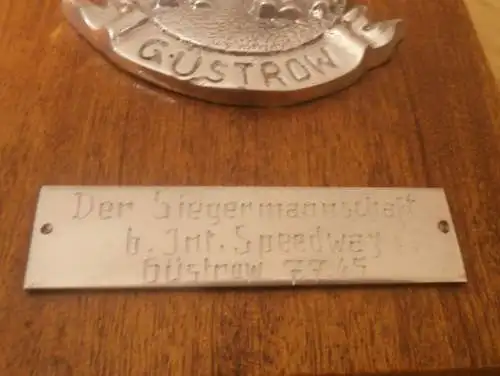 GÜSTROW
Der Siegermannschaft
b. Int. Speedway
Güstrow